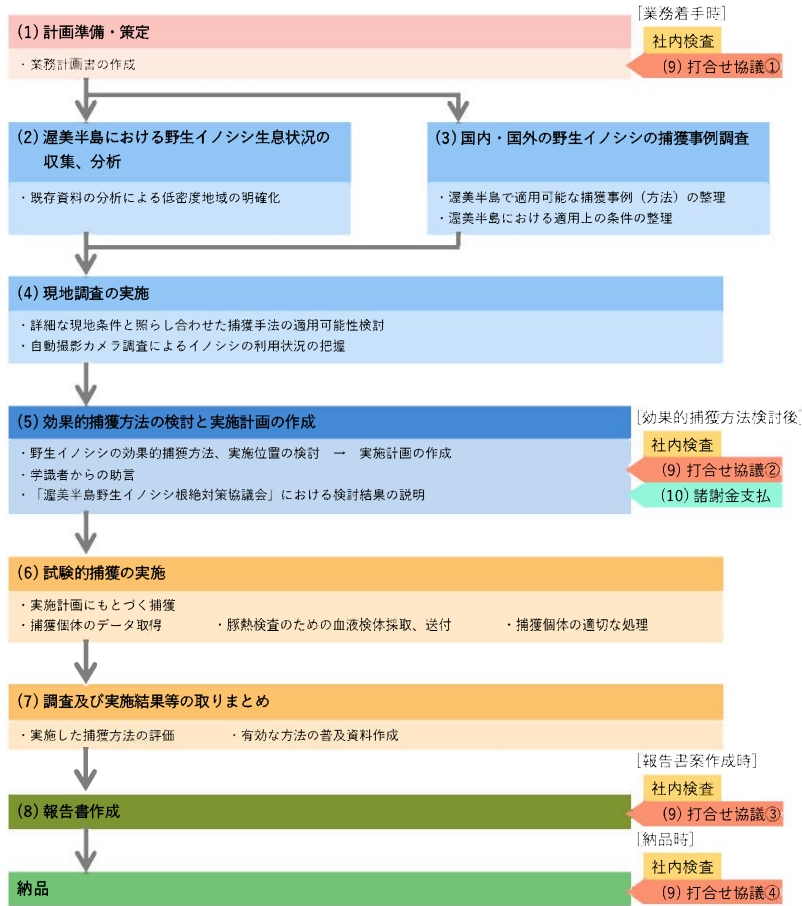 [業務着手時]
(1) 計画準備・策定
社内検査
・業務計画書の作成
(9) 打合せ協議①
(2) 渥美半島における野生イノシシ生息状況の
収集、分析
・既存資料の分析による低密度地域の明確化
(3) 国内・国外の野生イノシシの捕獲事例調査
・渥美半島で適用可能な捕獲事例（方法）の整理
・渥美半島における適用上の条件の整理
(4) 現地調査の実施
・詳細な現地条件と照らし合わせた捕獲手法の適用可能性検討
・自動撮影カメラ調査によるイノシシの利用状況の把握
(5) 効果的捕獲方法の検討と実施計画の作成
・野生イノシシの効果的捕獲方法、実施位置の検討　→　実施計画の作成
・学識者からの助言
・「渥美半島野生イノシシ根絶対策協議会」における検討結果の説明
[効果的捕獲方法検討後]
社内検査
(9) 打合せ協議②
(10) 諸謝金支払
(6) 試験的捕獲の実施
・実施計画にもとづく捕獲
・捕獲個体のデータ取得　・豚熱検査のための血液検体採取、送付　・捕獲個体の適切な処理
(7) 調査及び実施結果等の取りまとめ
・実施した捕獲方法の評価　・有効な方法の普及資料作成
[報告書案作成時]
社内検査
(8) 報告書作成
(9) 打合せ協議③
[納品時]
社内検査
納品
(9) 打合せ協議④